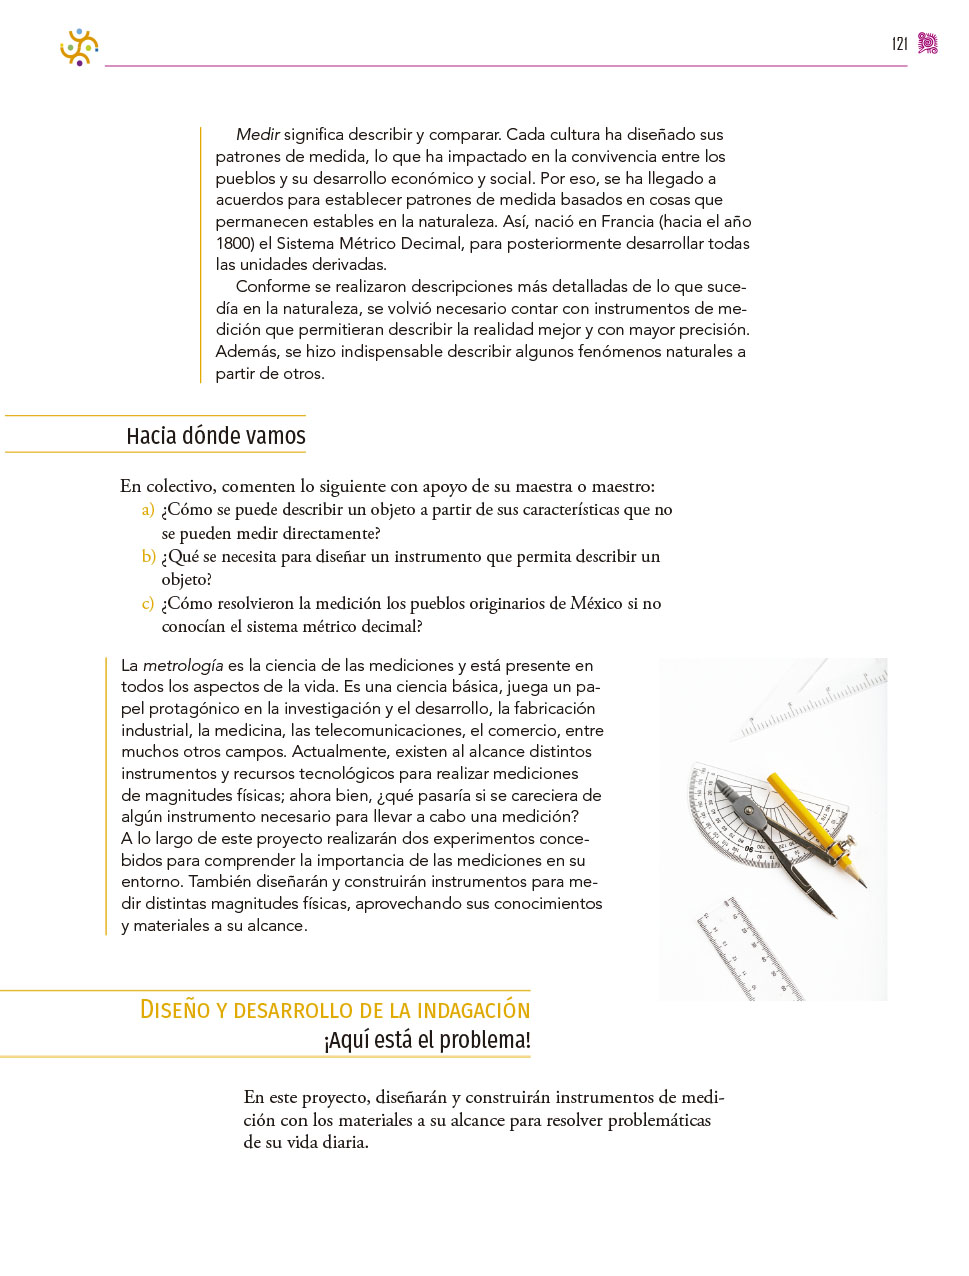 121
Medir significa describir y comparar. Cada cultura ha diseñado sus
patrones de medida, lo que ha impactado en la convivencia entre los
pueblos y su desarrollo económico y social. Por eso, se ha llegado a
acuerdos para establecer patrones de medida basados en cosas que
permanecen estables en la naturaleza. Así, nació en Francia (hacia el año
1800) el Sistema Métrico Decimal, para posteriormente desarrollar todas
las unidades derivadas.
Conforme se realizaron descripciones más detalladas de lo que suce-
día en la naturaleza, se volvió necesario contar con instrumentos de me-
dición que permitieran describir la realidad mejor y con mayor precisión.
Además, se hizo indispensable describir algunos fenómenos naturales a
partir de otros.
Hacia dónde vamos
En colectivo, comenten lo siguiente con apoyo de su maestra o maestro:
a) ¿Cómo se puede describir un objeto a partir de sus características que no
se pueden medir directamente?
b) ¿Qué se necesita para diseñar un instrumento que permita describir un
objeto?
c) ¿Cómo resolvieron la medición los pueblos originarios de México si no
conocían el sistema métrico decimal?
La metrología es la ciencia de las mediciones y está presente en
todos los aspectos de la vida. Es una ciencia básica, juega un pa-
pel protagónico en la investigación y el desarrollo, la fabricación
industrial, la medicina, las telecomunicaciones, el comercio, entre
muchos otros campos. Actualmente, existen al alcance distintos
instrumentos y recursos tecnológicos para realizar mediciones
de magnitudes físicas; ahora bien, ¿qué pasaría si se careciera de
algún instrumento necesario para llevar a cabo una medición?
A lo largo de este proyecto realizarán dos experimentos conce-
bidos para comprender la importancia de las mediciones en su
entorno. También diseñarán y construirán instrumentos para me-
dir distintas magnitudes físicas, aprovechando sus conocimientos
y materiales a su alcance.
DISEÑO Y DESARROLLO DE LA INDAGACIÓN
¡Aquí está el problema!
En este proyecto, diseñarán y construirán instrumentos de medi-
ción con los materiales a su alcance para resolver problemáticas
de su vida diaria.